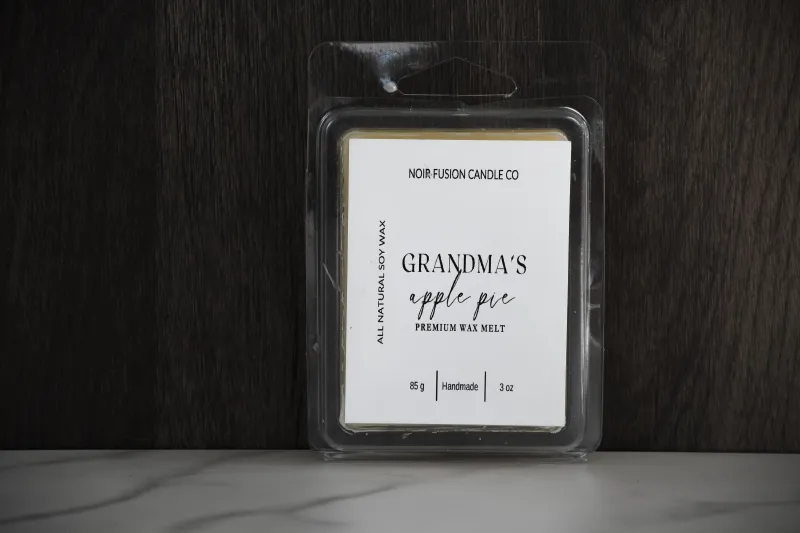 NOIR FUSION CANDLE CO
ALL NATURAL SOY WAX
GRANDMA'S
apple pie
PREMIUM WAX MELT
85 g | Handmade | 3 oz